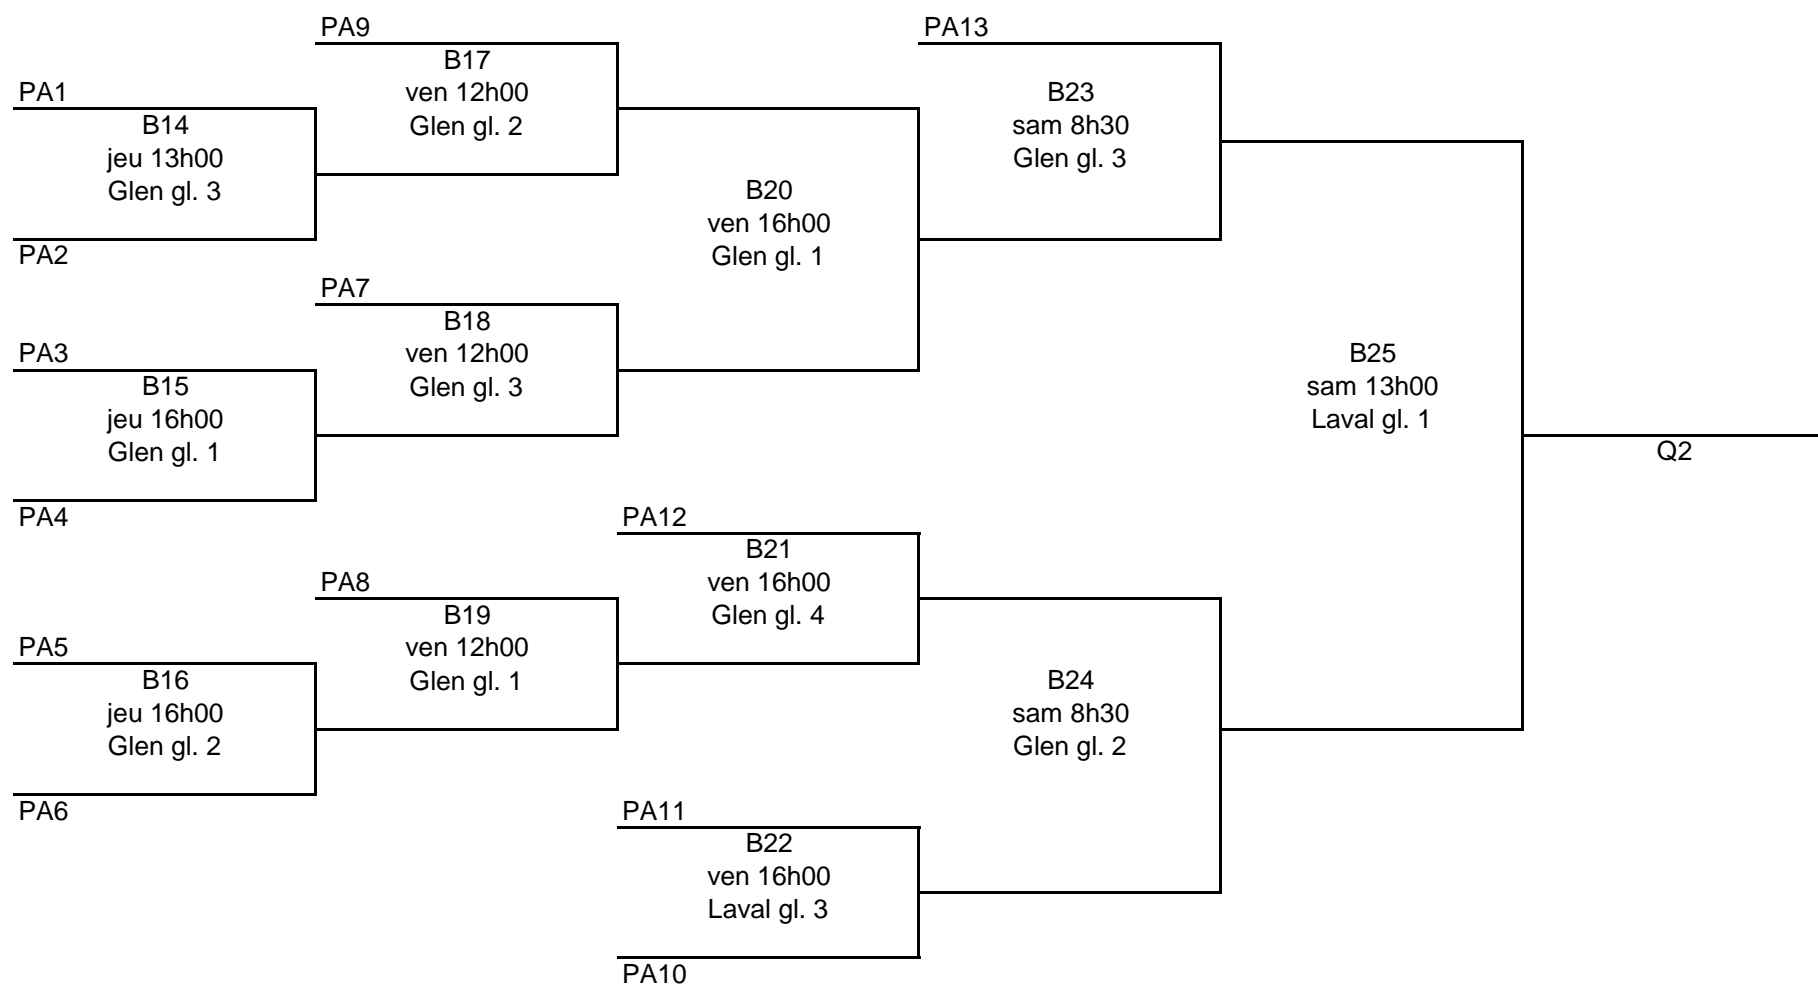 PA9
B17
ven 12h00
Glen gl. 2
PA13
B23
sam 8h30
Glen gl. 3
PA1
B14
jeu 13h00
Glen gl. 3
PA2
B20
ven 16h00
Glen gl. 1
PA7
B18
ven 12h00
Glen gl. 3
PA3
B15
jeu 16h00
Glen gl. 1
PA4
B25
sam 13h00
Laval gl. 1
Q2
PA12
B21
ven 16h00
Glen gl. 4
PA8
B19
ven 12h00
Glen gl. 1
PA5
B16
jeu 16h00
Glen gl. 2
PA6
B24
sam 8h30
Glen gl. 2
PA11
B22
ven 16h00
Laval gl. 3
PA10